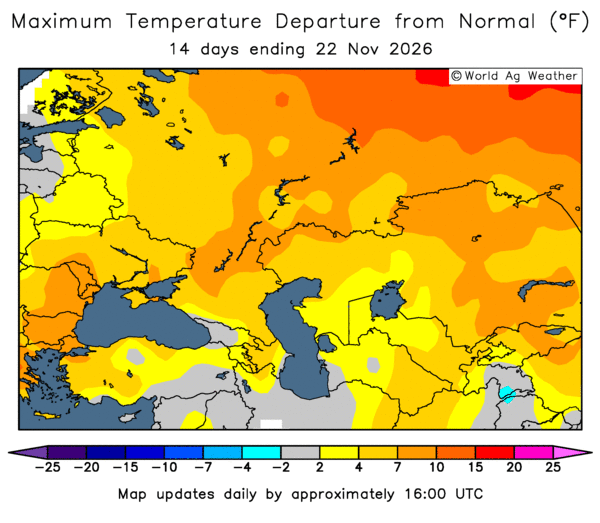 Maximum Temperature Departure from Normal (°F)
14 days ending 22 Nov 2026
© World Ag Weather
-25 -20 -15 -10 -7 -4 -2 2 4 7 10 15 20 25
Map updates daily by approximately 16:00 UTC